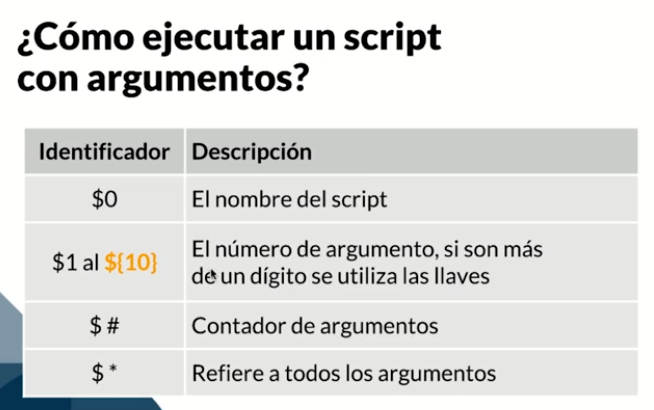 ¿Cómo ejecutar un script
con argumentos?
Identificador Descripción
$0 El nombre del script
$1 al ${10} El número de argumento, si son más
de un dígito se utiliza las llaves
$ # Contador de argumentos
$ * Refiere a todos los argumentos